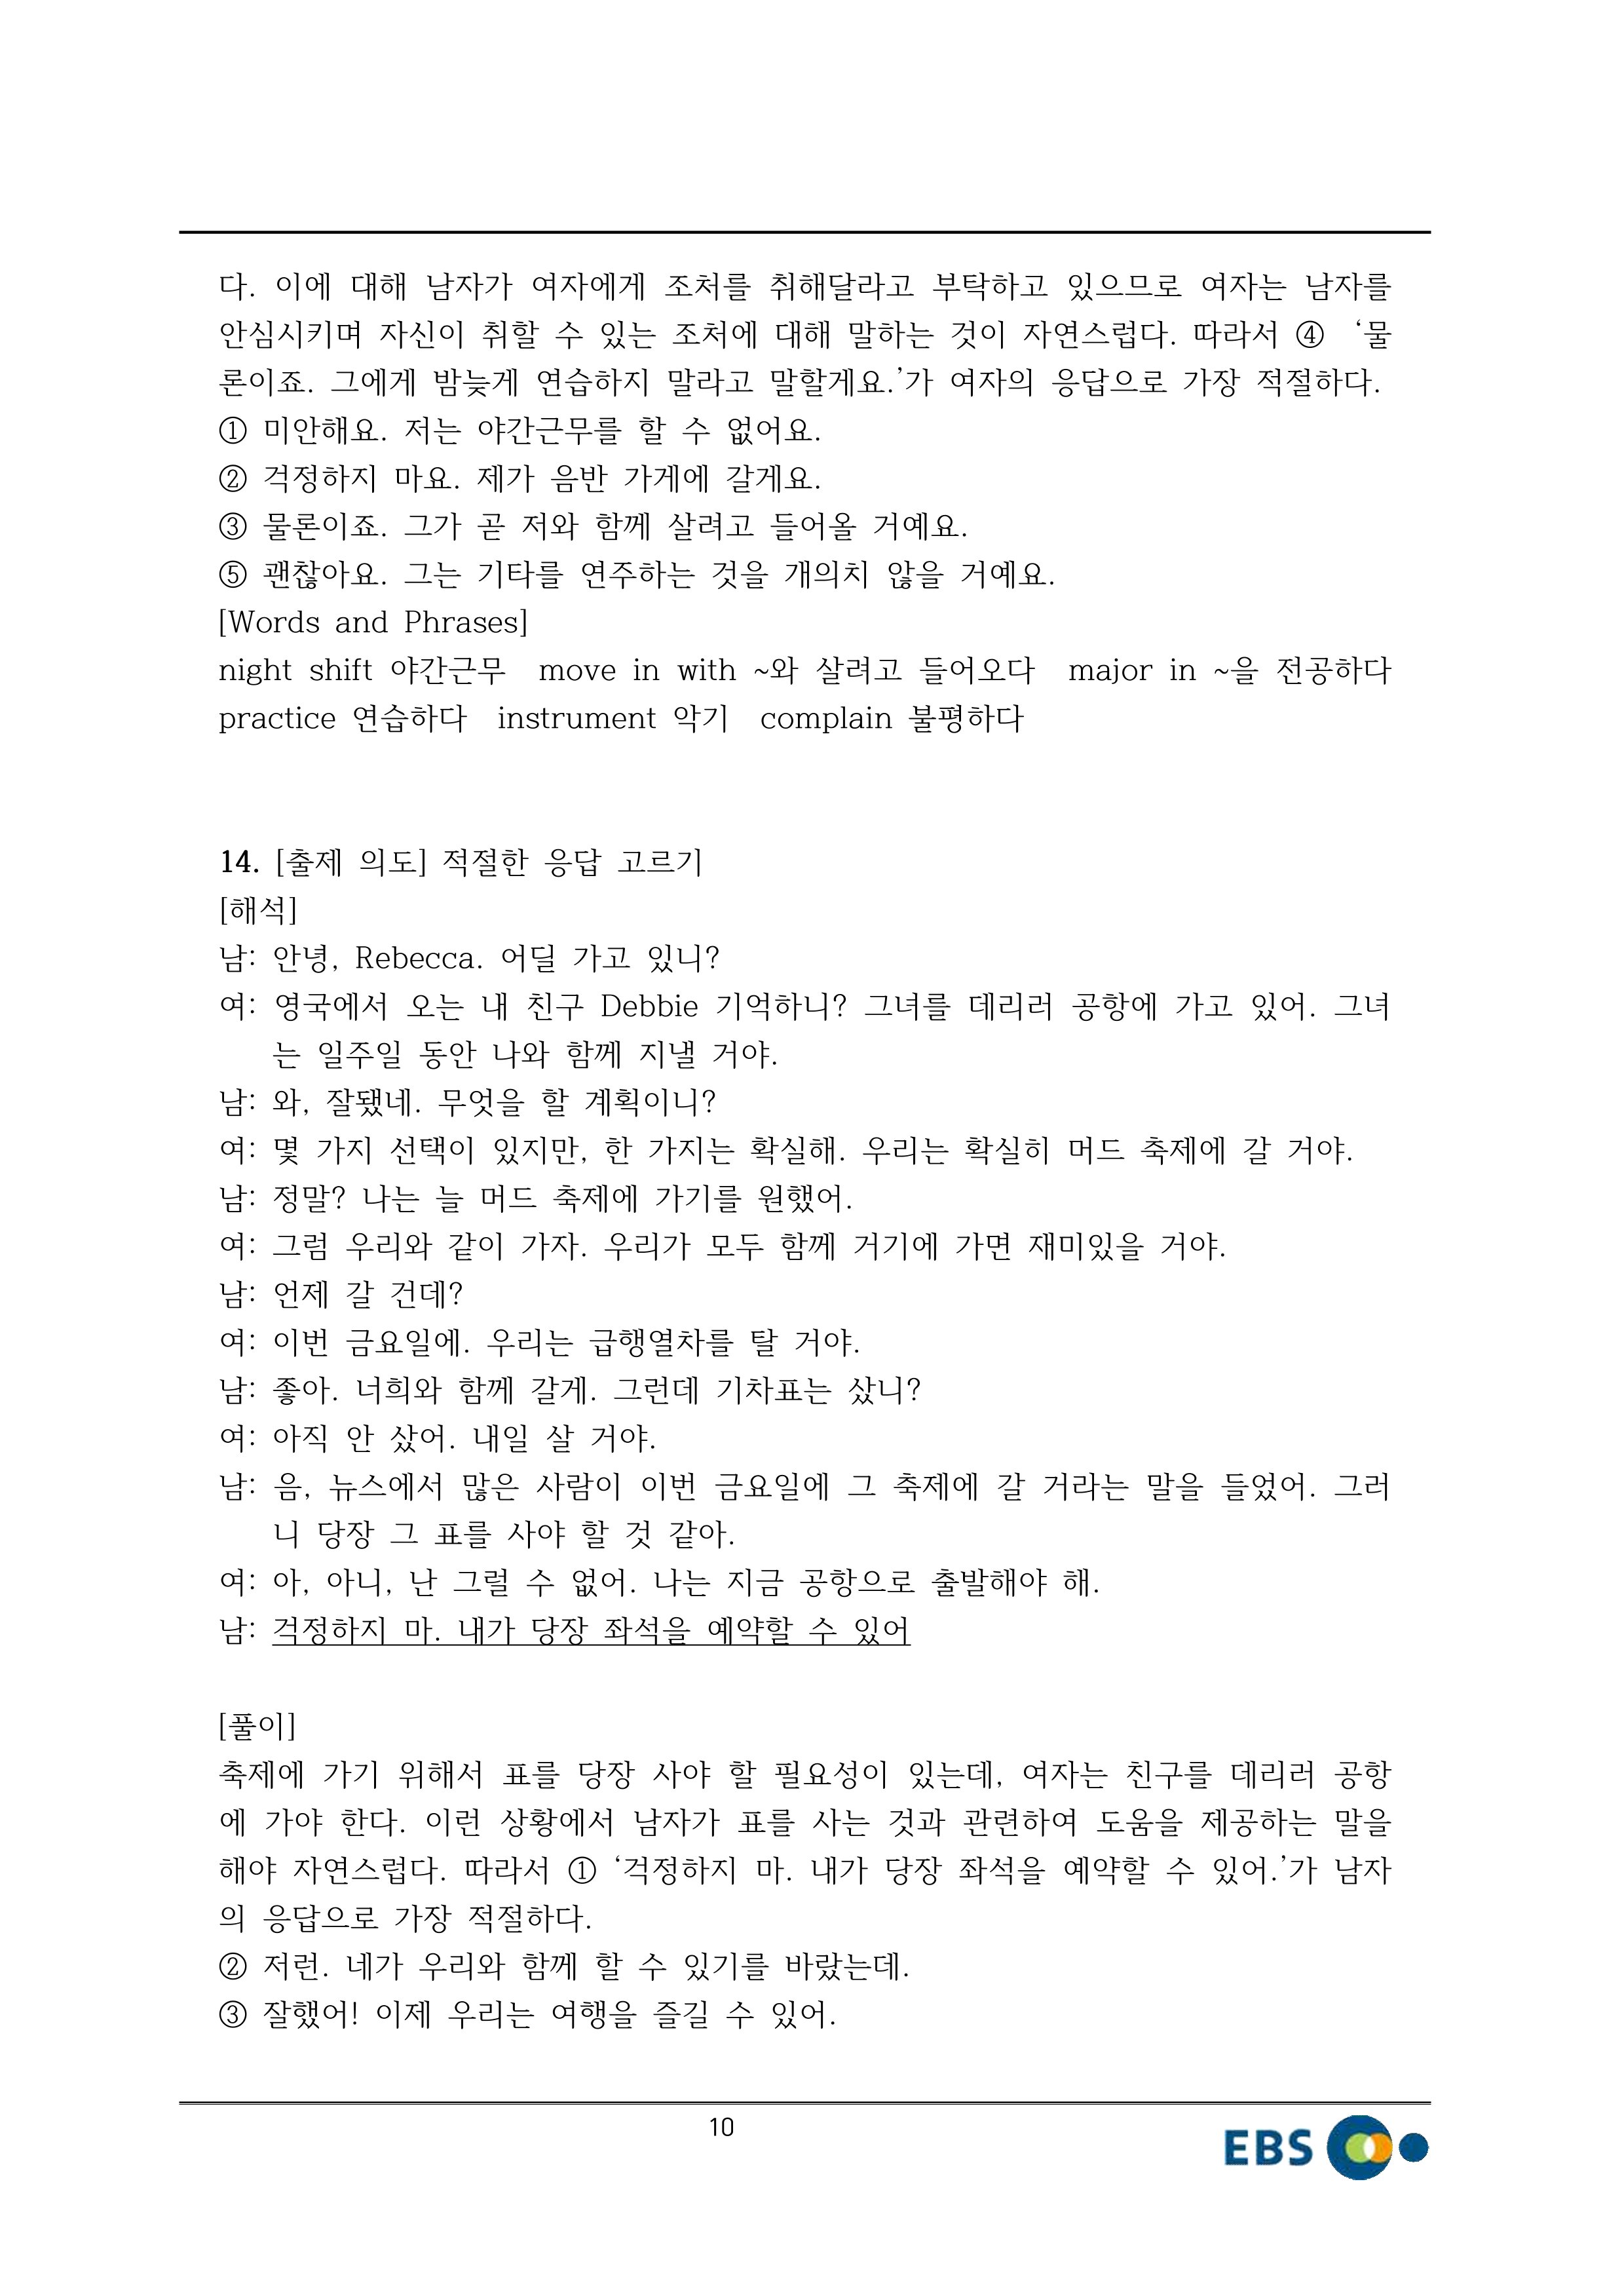 다. 이에 대해 남자가 여자에게 조처를 취해달라고 부탁하고 있으므로 여자는 남자를
안심시키며 자신이 취할 수 있는 조처에 대해 말하는 것이 자연스럽다. 따라서 ④ ‘물
론이죠. 그에게 밤늦게 연습하지 말라고 말할게요.’가 여자의 응답으로 가장 적절하다.
① 미안해요. 저는 야간근무를 할 수 없어요.
② 걱정하지 마요. 제가 음반 가게에 갈게요.
③ 물론이죠. 그가 곧 저와 함께 살려고 들어올 거예요.
⑤ 괜찮아요. 그는 기타를 연주하는 것을 개의치 않을 거예요.
[Words and Phrases]
night shift 야간근무 move in with ~와 살려고 들어오다 major in ~을 전공하다
practice 연습하다 instrument 악기 complain 불평하다
14. [출제 의도] 적절한 응답 고르기
[해석]
남: 안녕, Rebecca. 어딜 가고 있니?
여: 영국에서 오는 내 친구 Debbie 기억하니? 그녀를 데리러 공항에 가고 있어. 그녀
는 일주일 동안 나와 함께 지낼 거야.
남: 와, 잘됐네. 무엇을 할 계획이니?
여: 몇 가지 선택이 있지만, 한 가지는 확실해. 우리는 확실히 머드 축제에 갈 거야.
남: 정말? 나는 늘 머드 축제에 가기를 원했어.
여: 그럼 우리와 같이 가자. 우리가 모두 함께 거기에 가면 재미있을 거야.
남: 언제 갈 건데?
여: 이번 금요일에. 우리는 급행열차를 탈 거야.
남: 좋아. 너희와 함께 갈게. 그런데 기차표는 샀니?
여: 아직 안 샀어. 내일 살 거야.
남: 음, 뉴스에서 많은 사람이 이번 금요일에 그 축제에 갈 거라는 말을 들었어. 그러
니 당장 그 표를 사야 할 것 같아.
여: 아, 아니, 난 그럴 수 없어. 나는 지금 공항으로 출발해야 해.
남: 걱정하지 마. 내가 당장 좌석을 예약할 수 있어
[풀이]
축제에 가기 위해서 표를 당장 사야 할 필요성이 있는데, 여자는 친구를 데리러 공항
에 가야 한다. 이런 상황에서 남자가 표를 사는 것과 관련하여 도움을 제공하는 말을
해야 자연스럽다. 따라서 ① ‘걱정하지 마. 내가 당장 좌석을 예약할 수 있어.’가 남자
의 응답으로 가장 적절하다.
② 저런. 네가 우리와 함께 할 수 있기를 바랐는데.
③ 잘했어! 이제 우리는 여행을 즐길 수 있어.
10
EBS